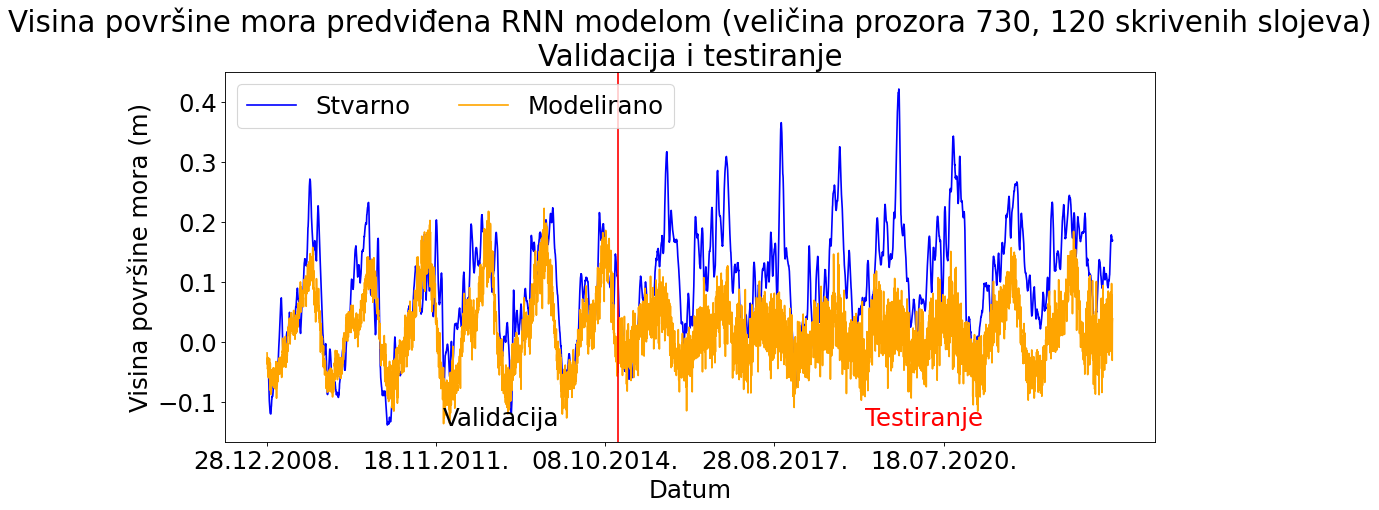 Visina površine mora predviđena RNN modelom (veličina prozora 730, 120 skrivenih slojeva)
Validacija i testiranje
Stvarno
Modelirano
Visina površine mora (m)
0.4
0.3
0.2
0.1
0.0
−0.1
Validacija
Testiranje
28.12.2008.
18.11.2011.
08.10.2014.
28.08.2017.
18.07.2020.
Datum